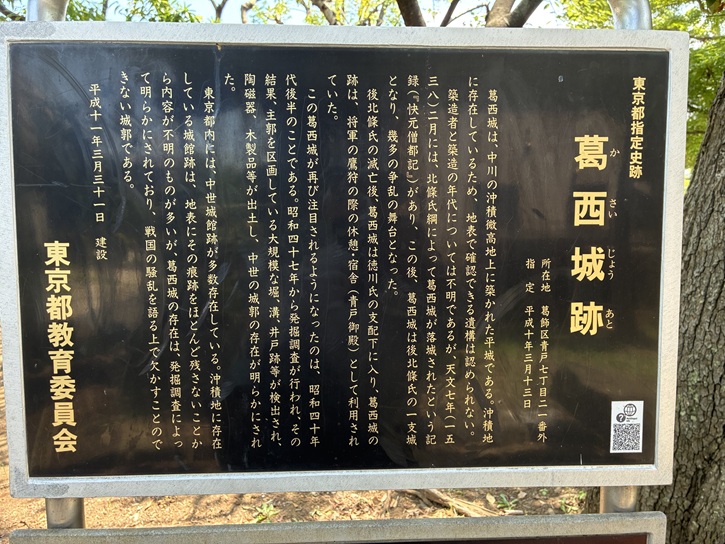 東京都指定史跡
葛西城跡
かさいじょうあと
所在地 葛飾区青戸七丁目二一番外
指定 平成十年三月十三日
葛西城は、中川の沖積微高地上に築かれた平城である。沖積地
に存在しているため、地表で確認できる遺構は認められない。
築造者と築造の年代については不明であるが、天文七年（一五
三八）二月には、北條氏綱によって葛西城が落城されたという記
録（『快元僧都記』）があり、この後、葛西城は後北條氏の一支城
となり、幾多の争乱の舞台となった。
後北條氏の滅亡後、葛西城は徳川氏の支配下に入り、葛西城の
跡は、将軍の鷹狩の際の休憩・宿舎（青戸御殿）として利用され
ていた。
この葛西城が再び注目されるようになったのは、昭和四十年
代後半のことである。昭和四十七年から発掘調査が行われ、その
結果、主郭を区画している大規模な堀、溝、井戸跡等が検出され、
陶磁器、木製品等が出土し、中世の城郭の存在が明らかにされ
た。
東京都内には、中世城館跡が多数存在している。沖積地に存在
している城館跡は、地表にその痕跡をほとんど残さないことか
ら内容が不明のものが多いが、葛西城の存在は、発掘調査によっ
て明らかにされており、戦国の騒乱を語る上で欠かすことので
きない城郭である。
平成十一年三月三十一日 建設
東京都教育委員会